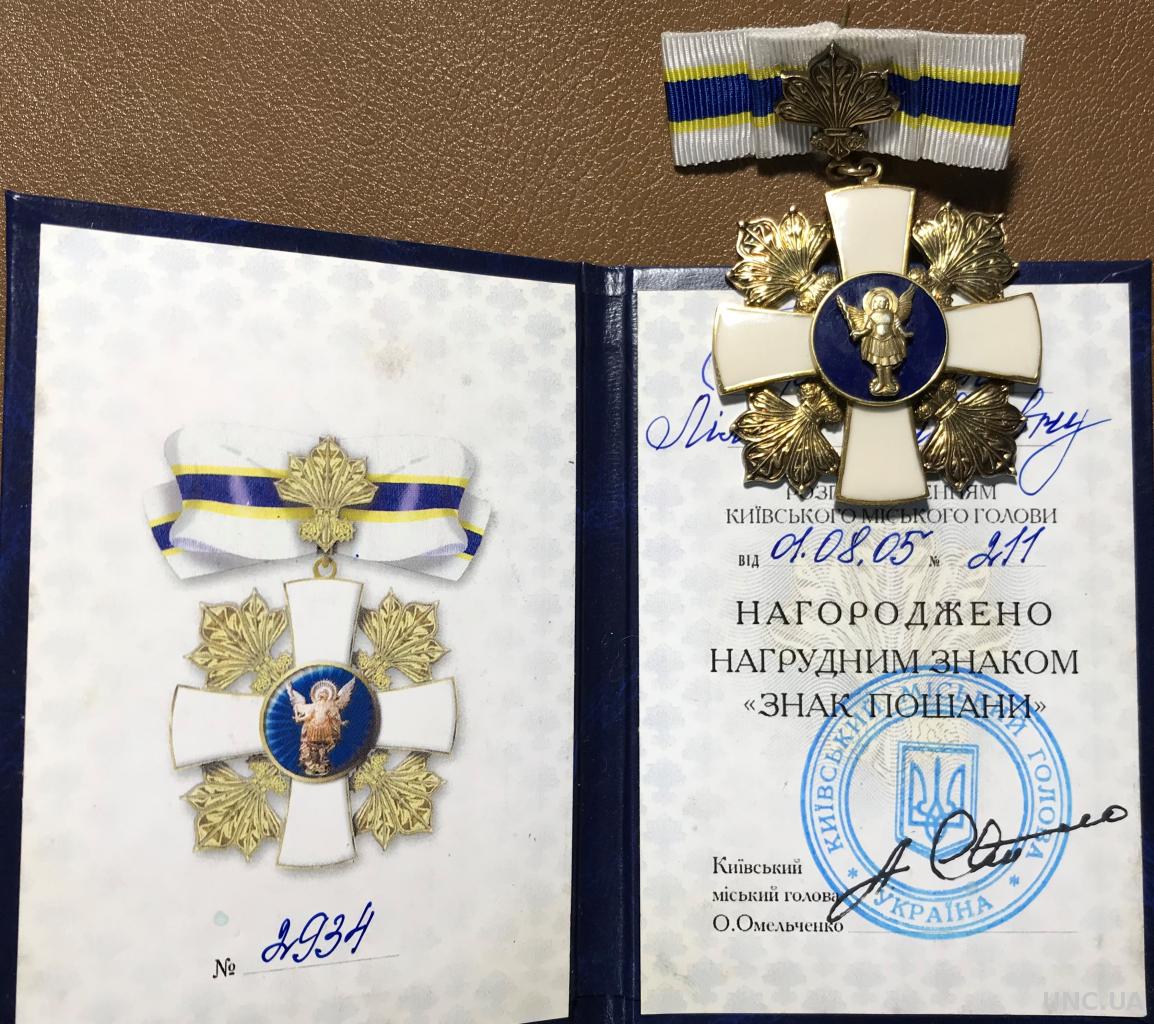 № 2934
РОЗПОРЯДЖЕННЯМ
КИЇВСЬКОГО МІСЬКОГО ГОЛОВИ
ВІД 01.08.05 № 211
НАГОРОДЖЕНО
НАГРУДНИМ ЗНАКОМ
«ЗНАК ПОШАНИ»
КИЇВСЬКИЙ МІСЬКИЙ ГОЛОВА
* УКРАЇНА *
Київський
міський голова
О.Омельченко
UNC.UA